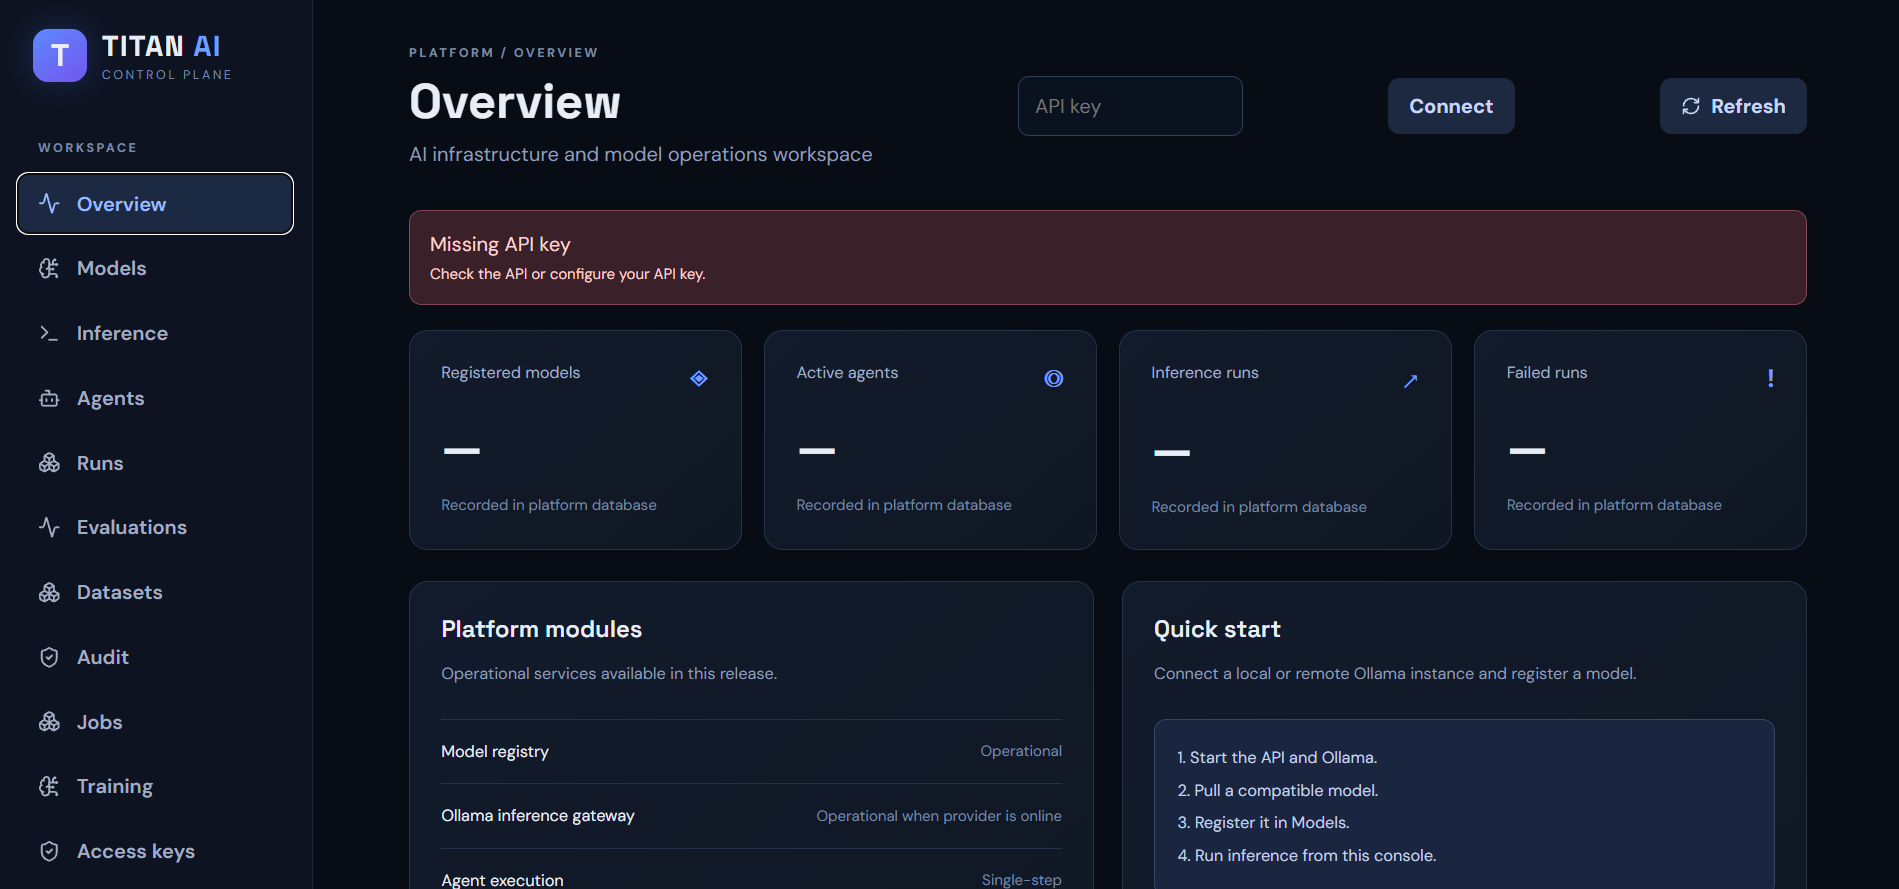 T
TITAN AI
CONTROL PLANE
WORKSPACE
Overview
Models
Inference
Agents
Runs
Evaluations
Datasets
Audit
Jobs
Training
Access keys
PLATFORM / OVERVIEW
Overview
AI infrastructure and model operations workspace
API key
Connect
Refresh
Missing API key
Check the API or configure your API key.
Registered models
—
Recorded in platform database
Active agents
—
Recorded in platform database
Inference runs
—
Recorded in platform database
Failed runs
!
—
Recorded in platform database
Platform modules
Operational services available in this release.
Model registry Operational
Ollama inference gateway Operational when provider is online
Agent execution Single-step
Quick start
Connect a local or remote Ollama instance and register a model.
1. Start the API and Ollama.
2. Pull a compatible model.
3. Register it in Models.
4. Run inference from this console.